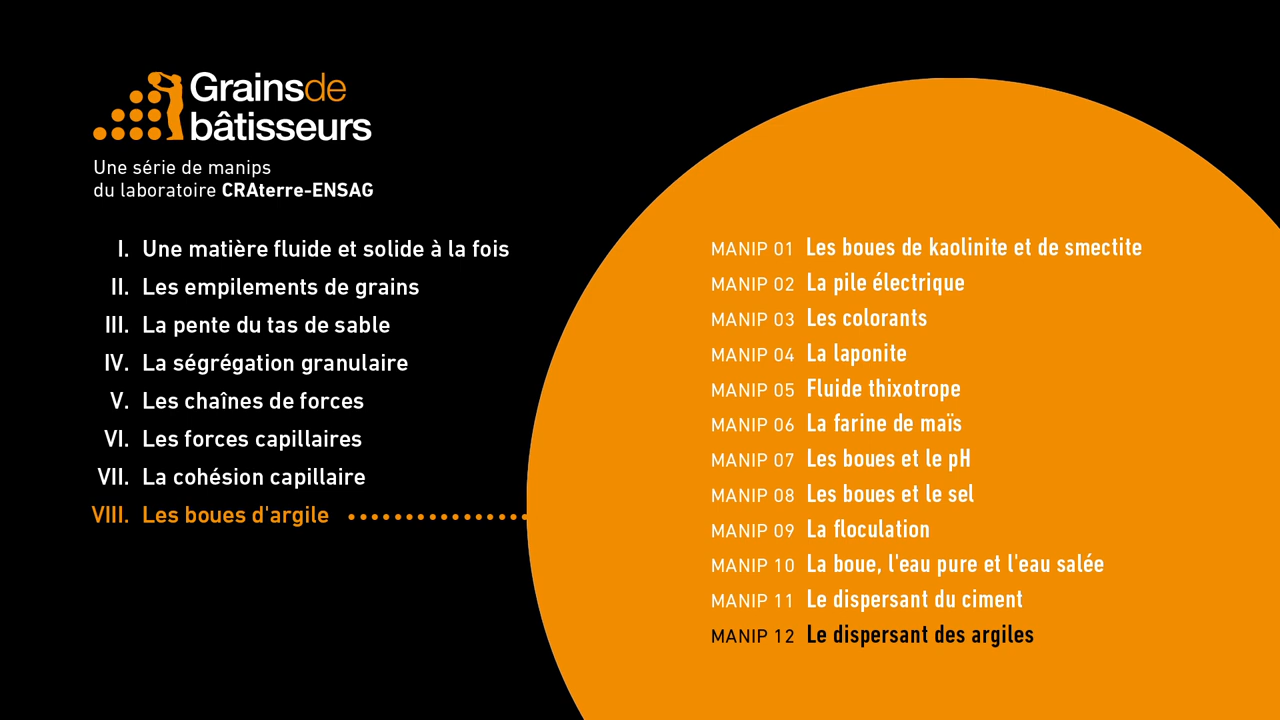 Grainsde
bâtisseurs
Une série de manips
du laboratoire CRAterre-ENSAG
I. Une matière fluide et solide à la fois
II. Les empilements de grains
III. La pente du tas de sable
IV. La ségrégation granulaire
V. Les chaînes de forces
VI. Les forces capillaires
VII. La cohésion capillaire
VIII. Les boues d'argile
MANIP 01 Les boues de kaolinite et de smectite
MANIP 02 La pile électrique
MANIP 03 Les colorants
MANIP 04 La laponite
MANIP 05 Fluide thixotrope
MANIP 06 La farine de maïs
MANIP 07 Les boues et le pH
MANIP 08 Les boues et le sel
MANIP 09 La floculation
MANIP 10 La boue, l'eau pure et l'eau salée
MANIP 11 Le dispersant du ciment
MANIP 12 Le dispersant des argiles